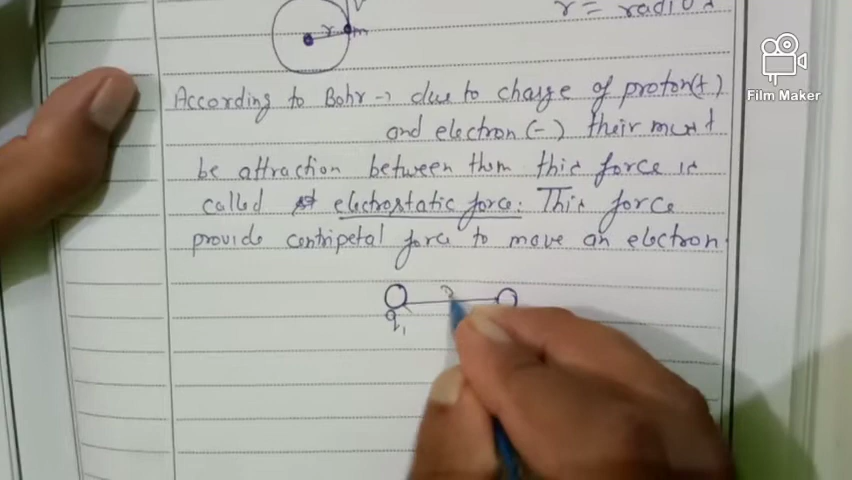 V
r m
r = radius
Film Maker
According to Bohr → due to charge of proton(+)
and electron (-) their must
be attraction between them this force is
called electrostatic force: This force
provide centripetal force to move an electron
q1